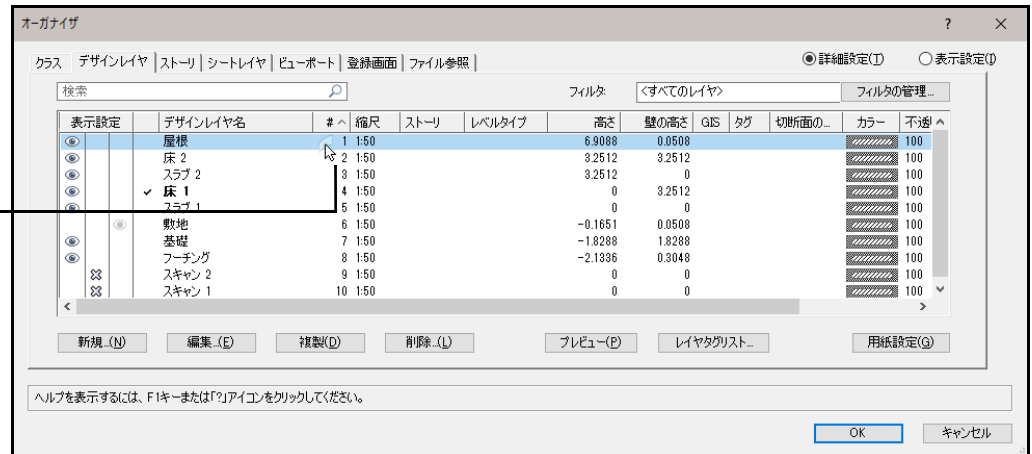 オーガナイザ ? ×
クラス デザインレイヤ ストーリ シートレイヤ ビューポート 登録画面 ファイル参照 詳細設定(T) 表示設定(I)
検索 フィルタ: <すべてのレイヤ> フィルタの管理...
表示設定 デザインレイヤ名 # 縮尺 ストーリ レベルタイプ 高さ 壁の高さ GIS タグ 切断面の... カラー 不透
屋根 1 1:50 6.9088 0.0508 100
床 2 2 1:50 3.2512 3.2512 100
スラブ 2 3 1:50 3.2512 0 100
✓ 床 1 4 1:50 0 3.2512 100
スラブ 1 5 1:50 0 0 100
敷地 6 1:50 -0.1651 0.0508 100
基礎 7 1:50 -1.8288 1.8288 100
フーチング 8 1:50 -2.1336 0.3048 100
スキャン 2 9 1:50 0 0 100
スキャン 1 10 1:50 0 0 100
新規...(N) 編集...(E) 複製(D) 削除...(L) プレビュー(P) レイヤタグリスト... 用紙設定(G)
ヘルプを表示するには、F1キーまたは「?」アイコンをクリックしてください。
OK キャンセル